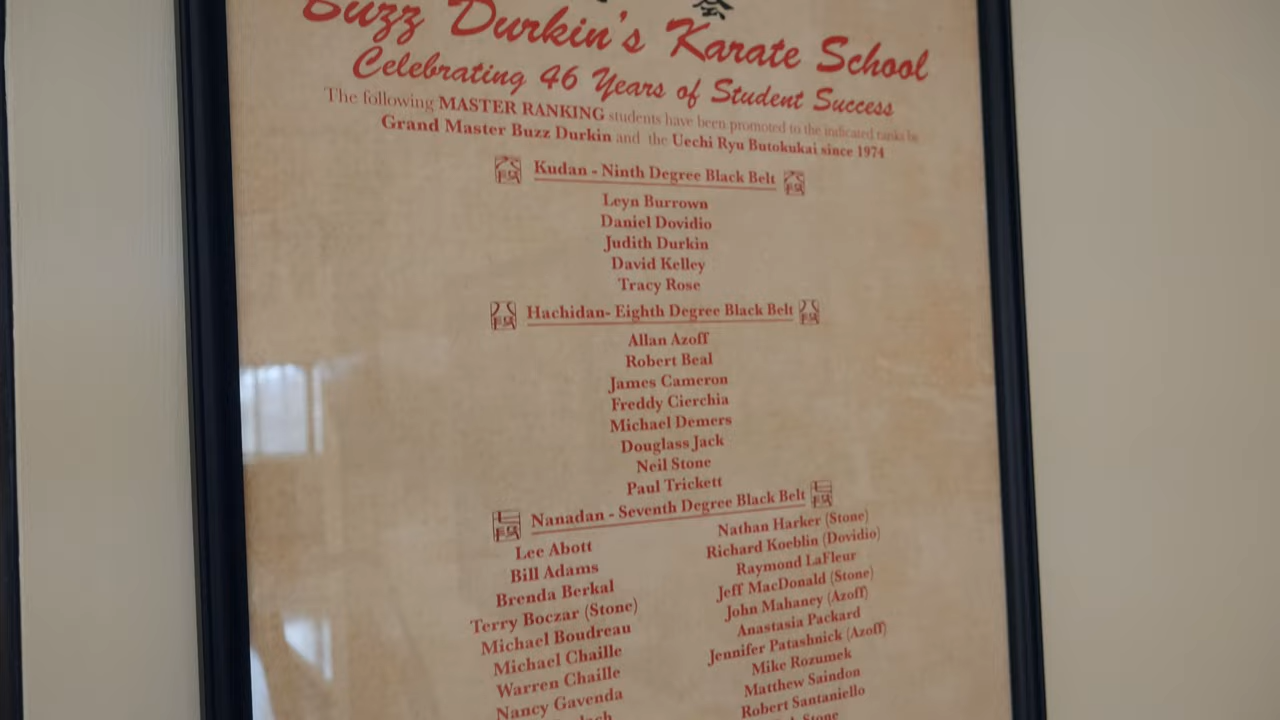 会
Buzz Durkin's Karate School
Celebrating 46 Years of Student Success
The following MASTER RANKING students have been promoted to the indicated ranks by
Grand Master Buzz Durkin and the Uechi Ryu Butokukai since 1974
Kudan - Ninth Degree Black Belt
Leyn Burrown
Daniel Dovidio
Judith Durkin
David Kelley
Tracy Rose
Hachidan- Eighth Degree Black Belt
Allan Azoff
Robert Beal
James Cameron
Freddy Cierchia
Michael Demers
Douglass Jack
Neil Stone
Paul Trickett
Nanadan - Seventh Degree Black Belt
Lee Abott
Bill Adams
Brenda Berkal
Terry Boczar (Stone)
Michael Boudreau
Michael Chaille
Warren Chaille
Nancy Gavenda
Nathan Harker (Stone)
Richard Koeblin (Dovidio)
Raymond LaFleur
Jeff MacDonald (Stone)
John Mahaney (Azoff)
Anastasia Packard
Jennifer Patashnick (Azoff)
Mike Rozumek
Matthew Saindon
Robert Santaniello
Stone